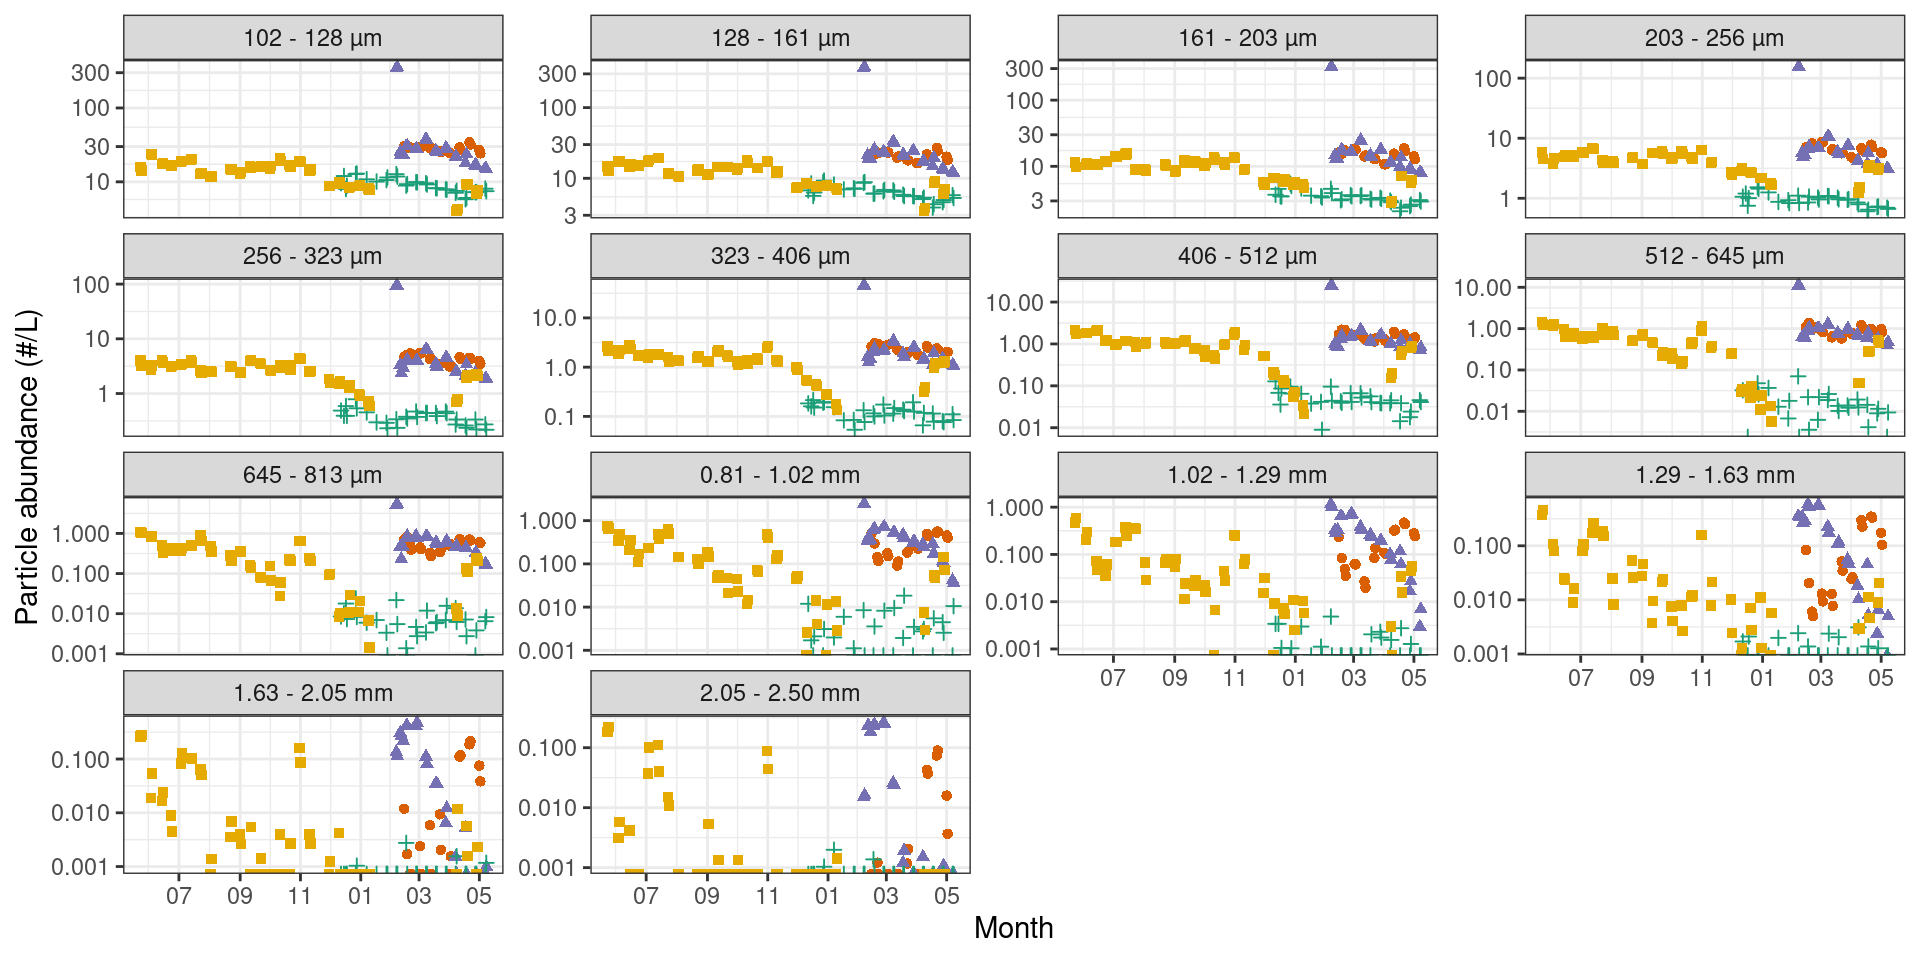 102 - 128 µm
128 - 161 µm
161 - 203 µm
203 - 256 µm
300
100
30
10
300
100
30
10
3
300
100
30
10
3
100
10
1
256 - 323 µm
323 - 406 µm
406 - 512 µm
512 - 645 µm
100
10
1
10.0
1.0
0.1
10.00
1.00
0.10
0.01
10.00
1.00
0.10
0.01
645 - 813 µm
0.81 - 1.02 mm
1.02 - 1.29 mm
1.29 - 1.63 mm
1.000
0.100
0.010
0.001
1.000
0.100
0.010
0.001
1.000
0.100
0.010
0.001
0.100
0.010
0.001
07 09 11 01 03 05
07 09 11 01 03 05
1.63 - 2.05 mm
2.05 - 2.50 mm
0.100
0.010
0.001
0.100
0.010
0.001
07 09 11 01 03 05
07 09 11 01 03 05
Month
Particle abundance (#/L)